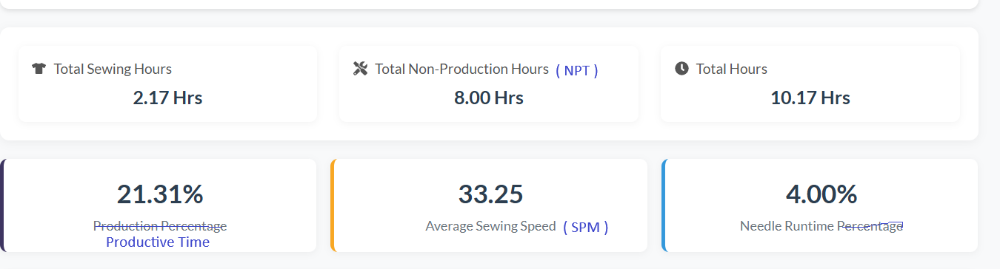 Total Sewing Hours
2.17 Hrs
Total Non-Production Hours ( NPT )
8.00 Hrs
Total Hours
10.17 Hrs
21.31%
Production Percentage
Productive Time
33.25
Average Sewing Speed ( SPM )
4.00%
Needle Runtime Percentage